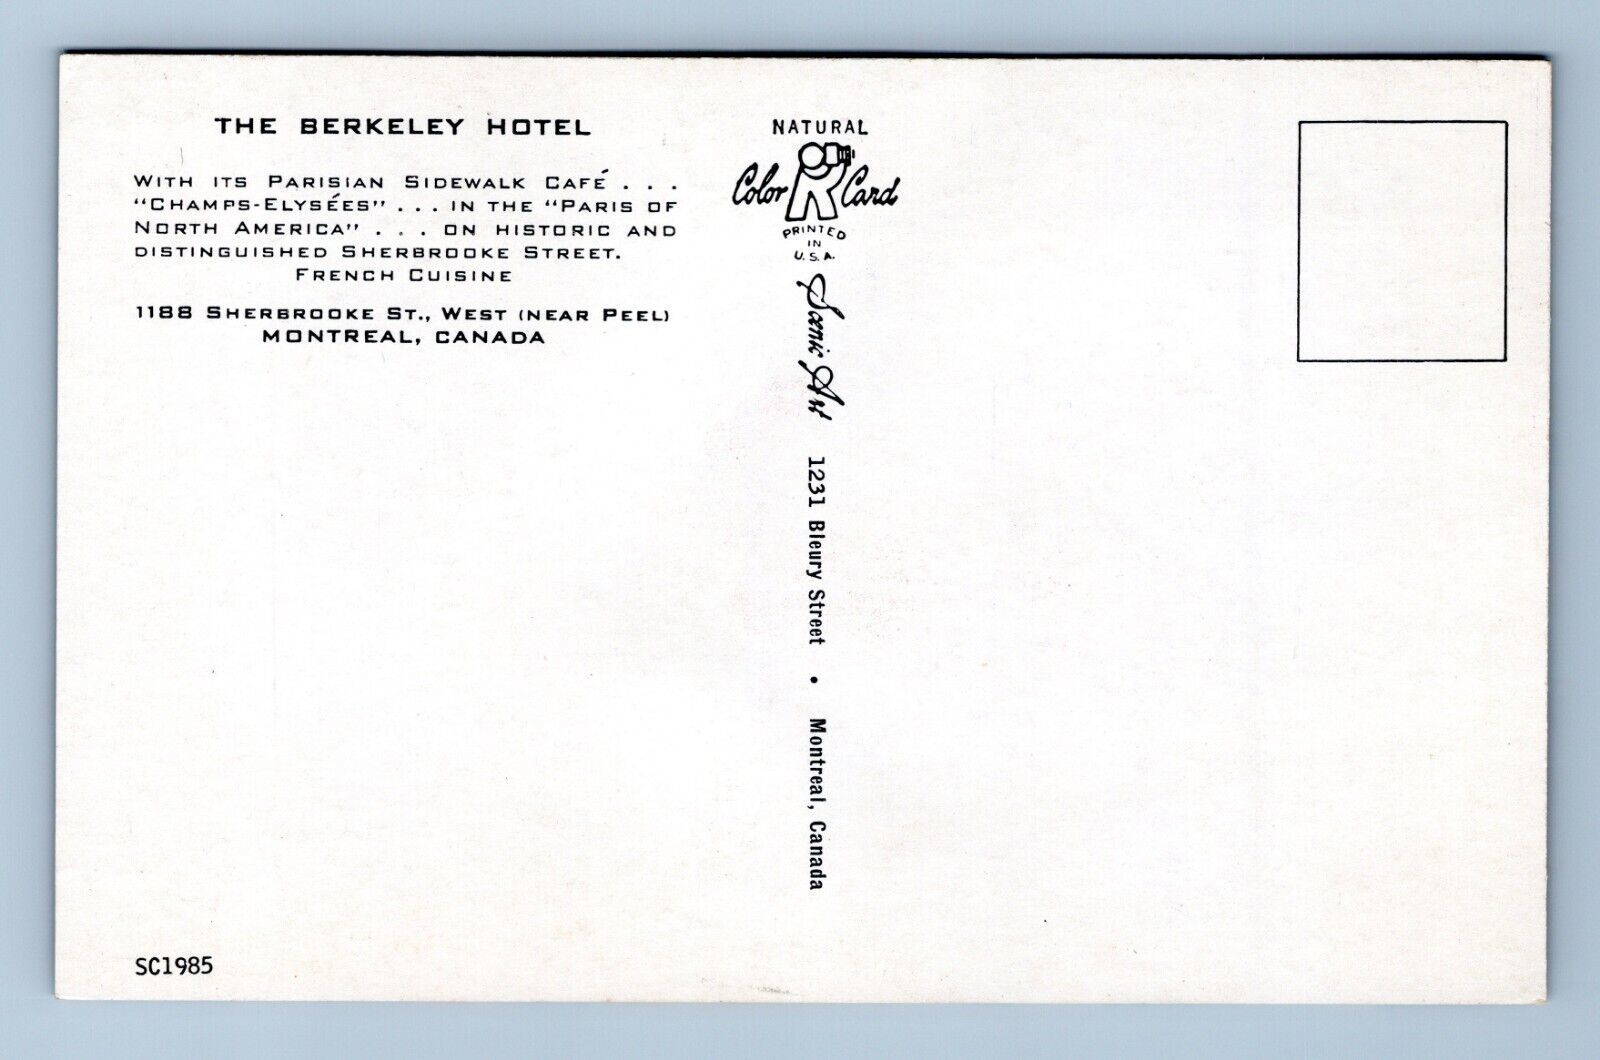 THE BERKELEY HOTEL
WITH ITS PARISIAN SIDEWALK CAFÉ . . .
"CHAMPS-ELYSÉES" . . . IN THE "PARIS OF
NORTH AMERICA" . . . ON HISTORIC AND
DISTINGUISHED SHERBROOKE STREET.
FRENCH CUISINE
1188 SHERBROOKE ST., WEST (NEAR PEEL)
MONTREAL, CANADA
SC1985
NATURAL
Color R Card
PRINTED
IN
U.S.A.
Scenic Art 1231 Bleury Street • Montreal, Canada